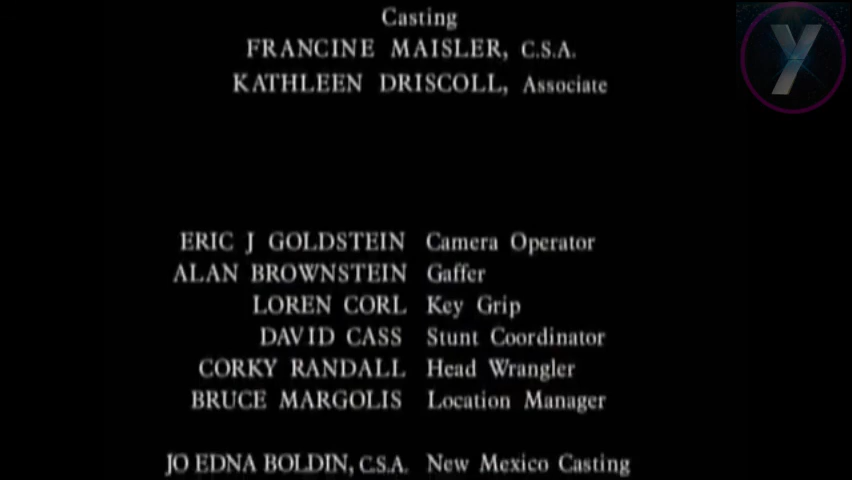 Casting
FRANCINE MAISLER, C.S.A.
KATHLEEN DRISCOLL, Associate
Y
ERIC J GOLDSTEIN Camera Operator
ALAN BROWNSTEIN Gaffer
LOREN CORL Key Grip
DAVID CASS Stunt Coordinator
CORKY RANDALL Head Wrangler
BRUCE MARGOLIS Location Manager
JO EDNA BOLDIN, C.S.A. New Mexico Casting